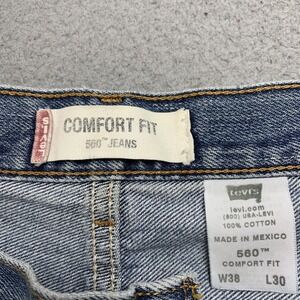 LEVI'S
COMFORT FIT
560™ JEANS
Levi's
levi.com
(800) USA-LEVI
100% COTTON
MADE IN MEXICO
560™
COMFORT FIT
W38 L30